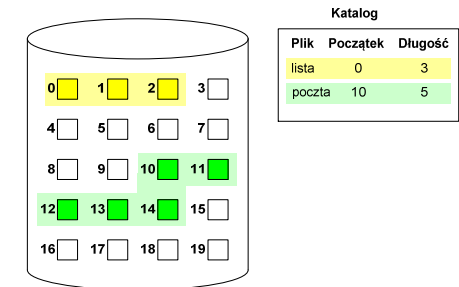 Katalog
Plik Początek Długość
lista 0 3
poczta 10 5
0 1 2 3
4 5 6 7
8 9 10 11
12 13 14 15
16 17 18 19